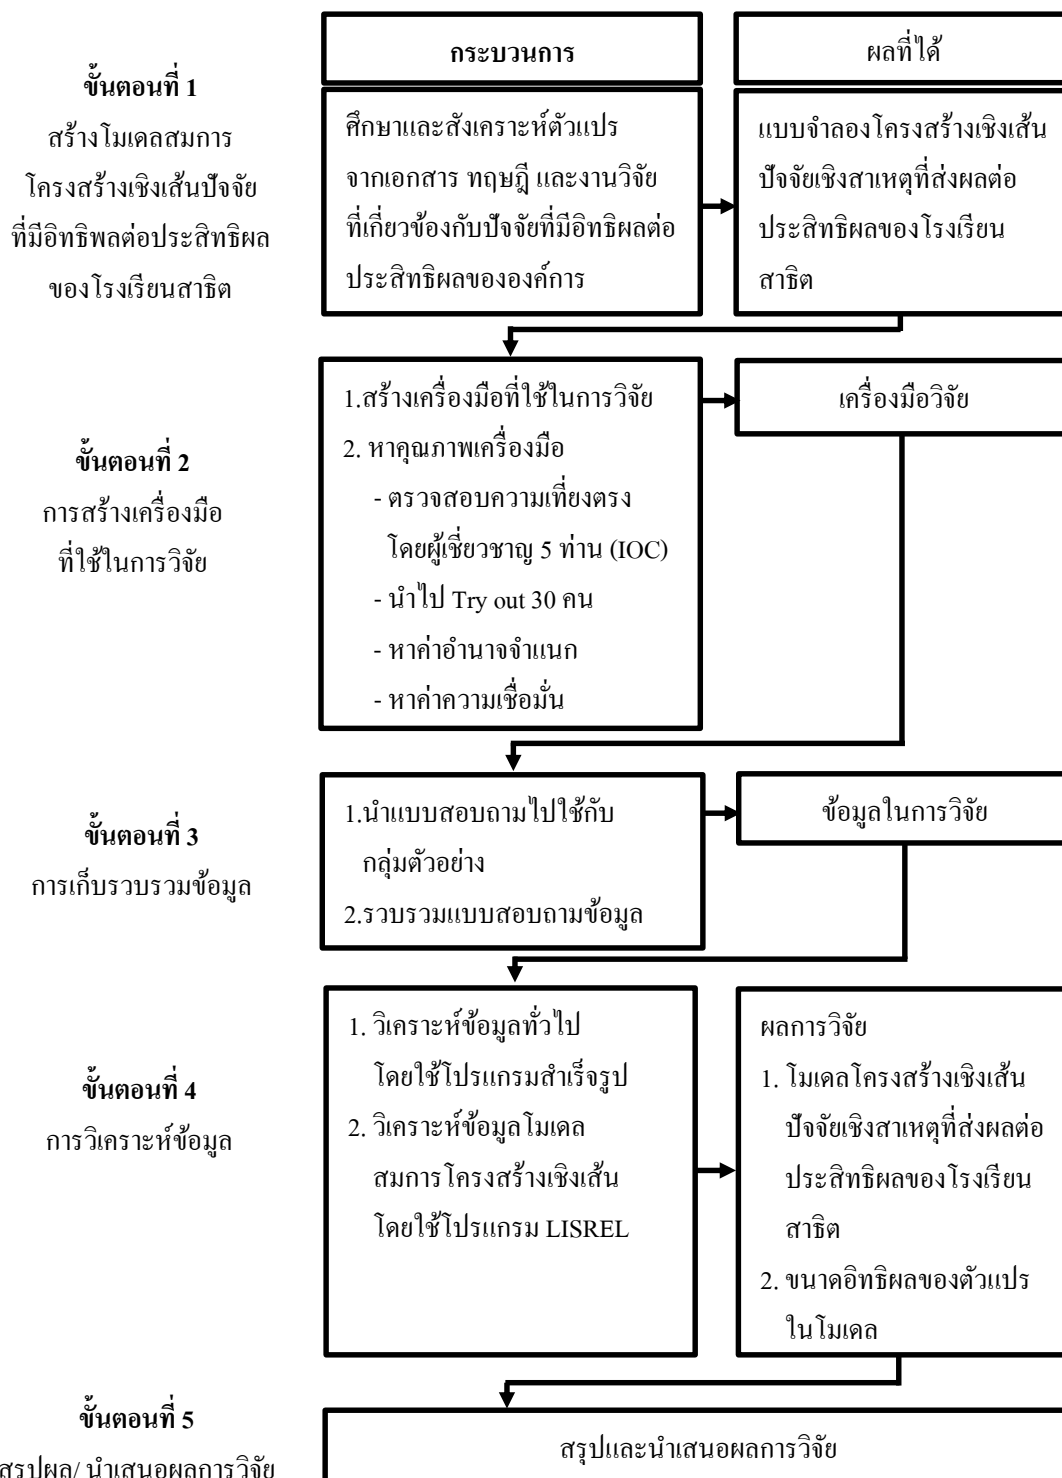 กระบวนการ
ผลที่ได้
ขั้นตอนที่ 1
สร้างโมเดลสมการ
โครงสร้างเชิงเส้นปัจจัย
ที่มีอิทธิพลต่อประสิทธิผล
ของโรงเรียนสาธิต
ศึกษาและสังเคราะห์ตัวแปร
จากเอกสาร ทฤษฎี และงานวิจัย
ที่เกี่ยวข้องกับปัจจัยที่มีอิทธิผลต่อ
ประสิทธิผลขององค์การ
แบบจำลองโครงสร้างเชิงเส้น
ปัจจัยเชิงสาเหตุที่ส่งผลต่อ
ประสิทธิผลของโรงเรียน
สาธิต
ขั้นตอนที่ 2
การสร้างเครื่องมือ
ที่ใช้ในการวิจัย
1.สร้างเครื่องมือที่ใช้ในการวิจัย
2. หาคุณภาพเครื่องมือ
- ตรวจสอบความเที่ยงตรง
โดยผู้เชี่ยวชาญ 5 ท่าน (IOC)
- นำไป Try out 30 คน
- หาค่าอำนาจจำแนก
- หาค่าความเชื่อมั่น
เครื่องมือวิจัย
ขั้นตอนที่ 3
การเก็บรวบรวมข้อมูล
1.นำแบบสอบถามไปใช้กับ
กลุ่มตัวอย่าง
2.รวบรวมแบบสอบถามข้อมูล
ข้อมูลในการวิจัย
ขั้นตอนที่ 4
การวิเคราะห์ข้อมูล
1. วิเคราะห์ข้อมูลทั่วไป
โดยใช้โปรแกรมสำเร็จรูป
2. วิเคราะห์ข้อมูลโมเดล
สมการโครงสร้างเชิงเส้น
โดยใช้โปรแกรม LISREL
ผลการวิจัย
1. โมเดลโครงสร้างเชิงเส้น
ปัจจัยเชิงสาเหตุที่ส่งผลต่อ
ประสิทธิผลของโรงเรียน
สาธิต
2. ขนาดอิทธิผลของตัวแปร
ในโมเดล
ขั้นตอนที่ 5
สรุปผล/ นำเสนอผลการวิจัย
สรุปและนำเสนอผลการวิจัย